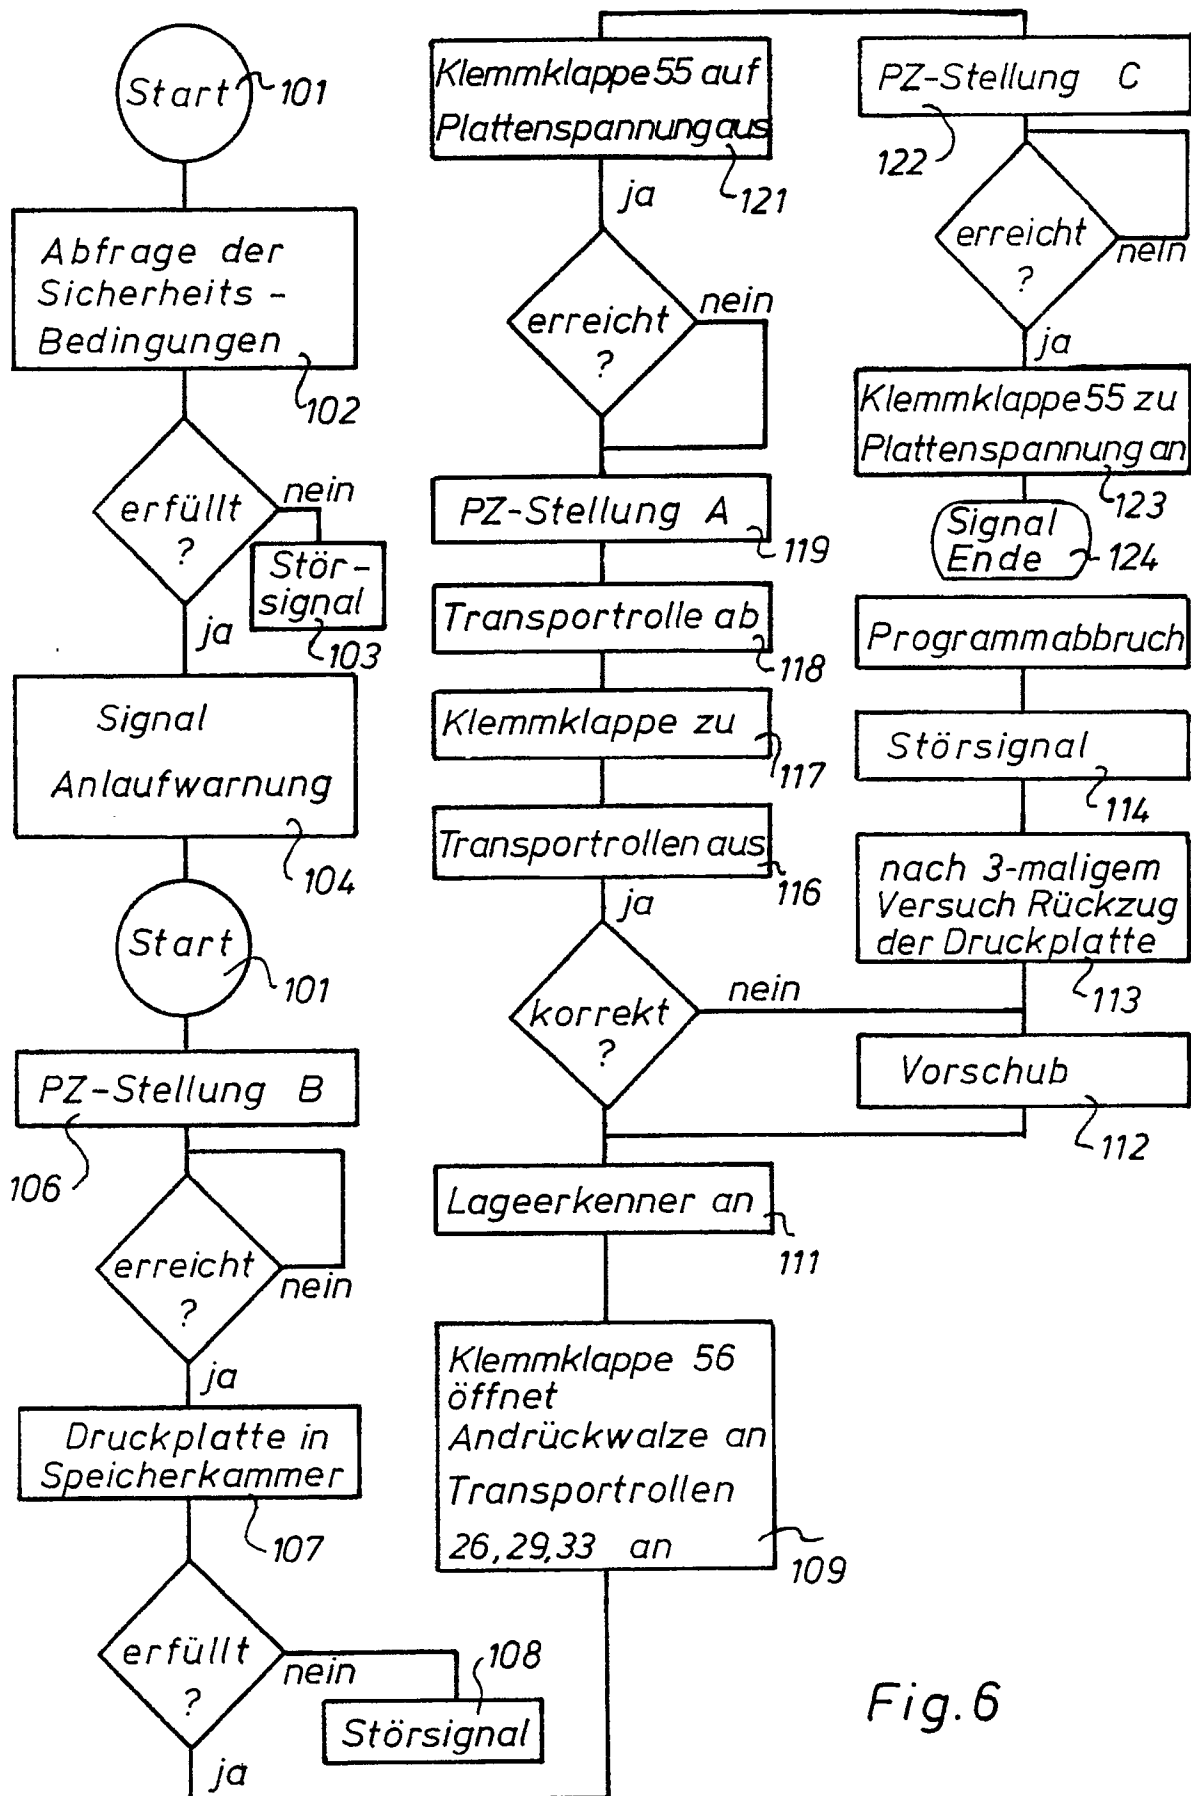 Start
101
Abfrage der
Sicherheits-
Bedingungen
102
erfüllt
?
nein
Stör-
signal
103
ja
Signal
Anlaufwarnung
104
Start
101
PZ-Stellung B
106
erreicht
?
nein
ja
Druckplatte in
Speicherkammer
107
erfüllt
?
nein
108
Störsignal
ja
Klemmklappe 55 auf
Plattenspannung aus
121
ja
erreicht
?
nein
PZ-Stellung A
119
Transportrolle ab
118
Klemmklappe zu
117
Transportrollen aus
116
ja
korrekt
?
nein
Lageerkenner an
111
Klemmklappe 56
öffnet
Andrückwalze an
Transportrollen
26,29,33 an
109
PZ-Stellung C
122
erreicht
?
nein
ja
Klemmklappe 55 zu
Plattenspannung an
123
Signal
Ende
124
Programmabbruch
Störsignal
114
nach 3-maligem
Versuch Rückzug
der Druckplatte
113
Vorschub
112
Fig.6